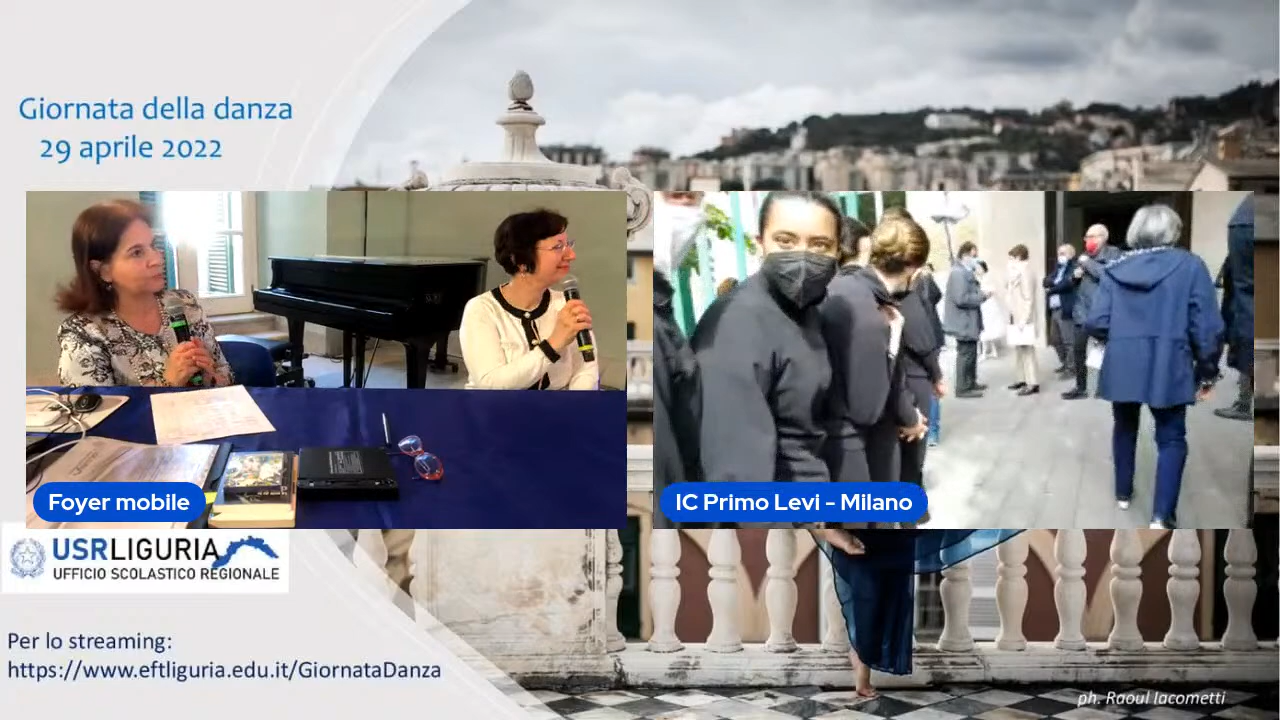 Giornata della danza
29 aprile 2022
Foyer mobile
IC Primo Levi - Milano
USRLIGURIA
UFFICIO SCOLASTICO REGIONALE
Per lo streaming:
https://www.eftliguria.edu.it/GiornataDanza
ph. Raoul Iacometti